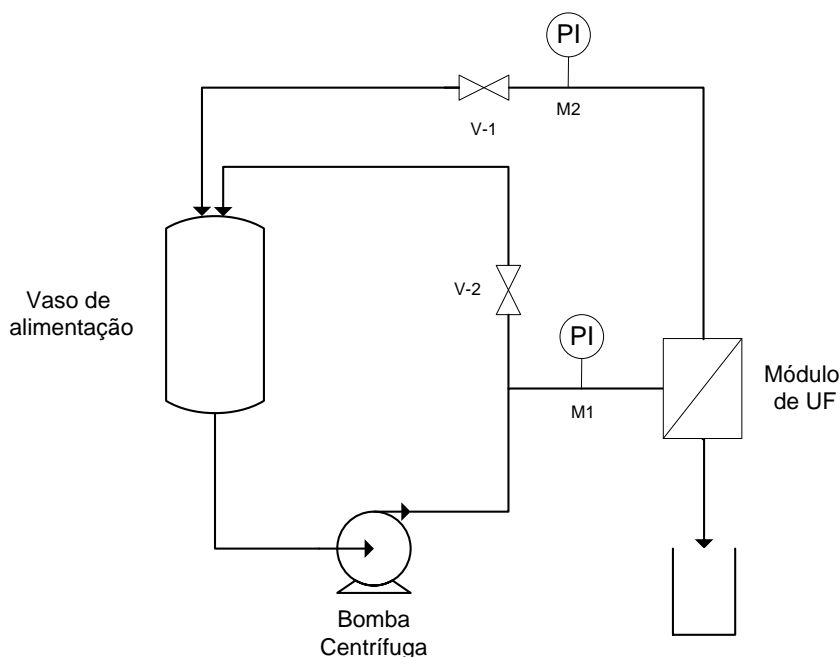 PI
M2
V-1
V-2
PI
M1
Vaso de
alimentação
Módulo
de UF
Bomba
Centrífuga